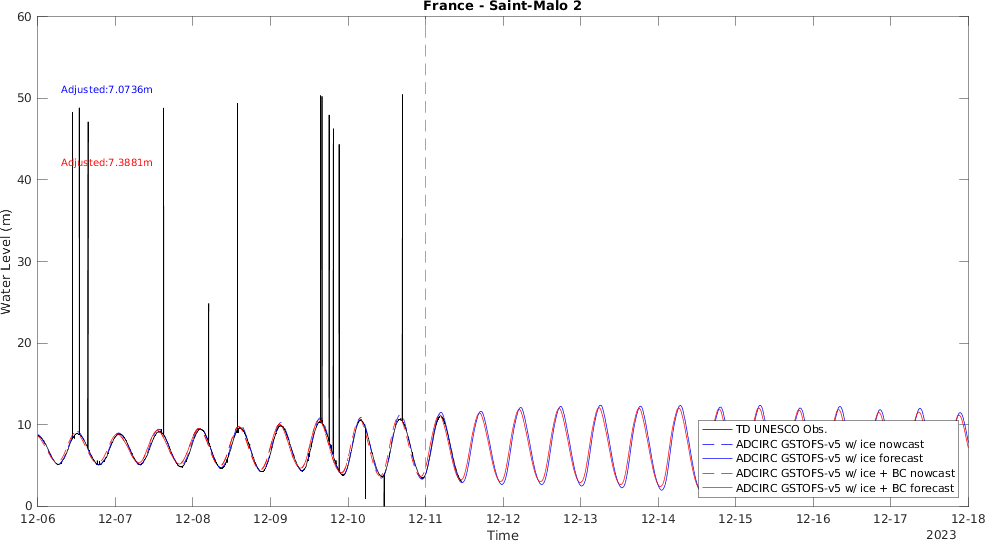 France - Saint-Malo 2
60
50
40
30
20
10
0
Water Level (m)
Adjusted:7.0736m
Adjusted:7.3881m
TD UNESCO Obs.
ADCIRC GSTOFS-v5 w/ ice nowcast
ADCIRC GSTOFS-v5 w/ ice forecast
ADCIRC GSTOFS-v5 w/ ice + BC nowcast
ADCIRC GSTOFS-v5 w/ ice + BC forecast
12-06 12-07 12-08 12-09 12-10 12-11 12-12 12-13 12-14 12-15 12-16 12-17 12-18
Time
2023